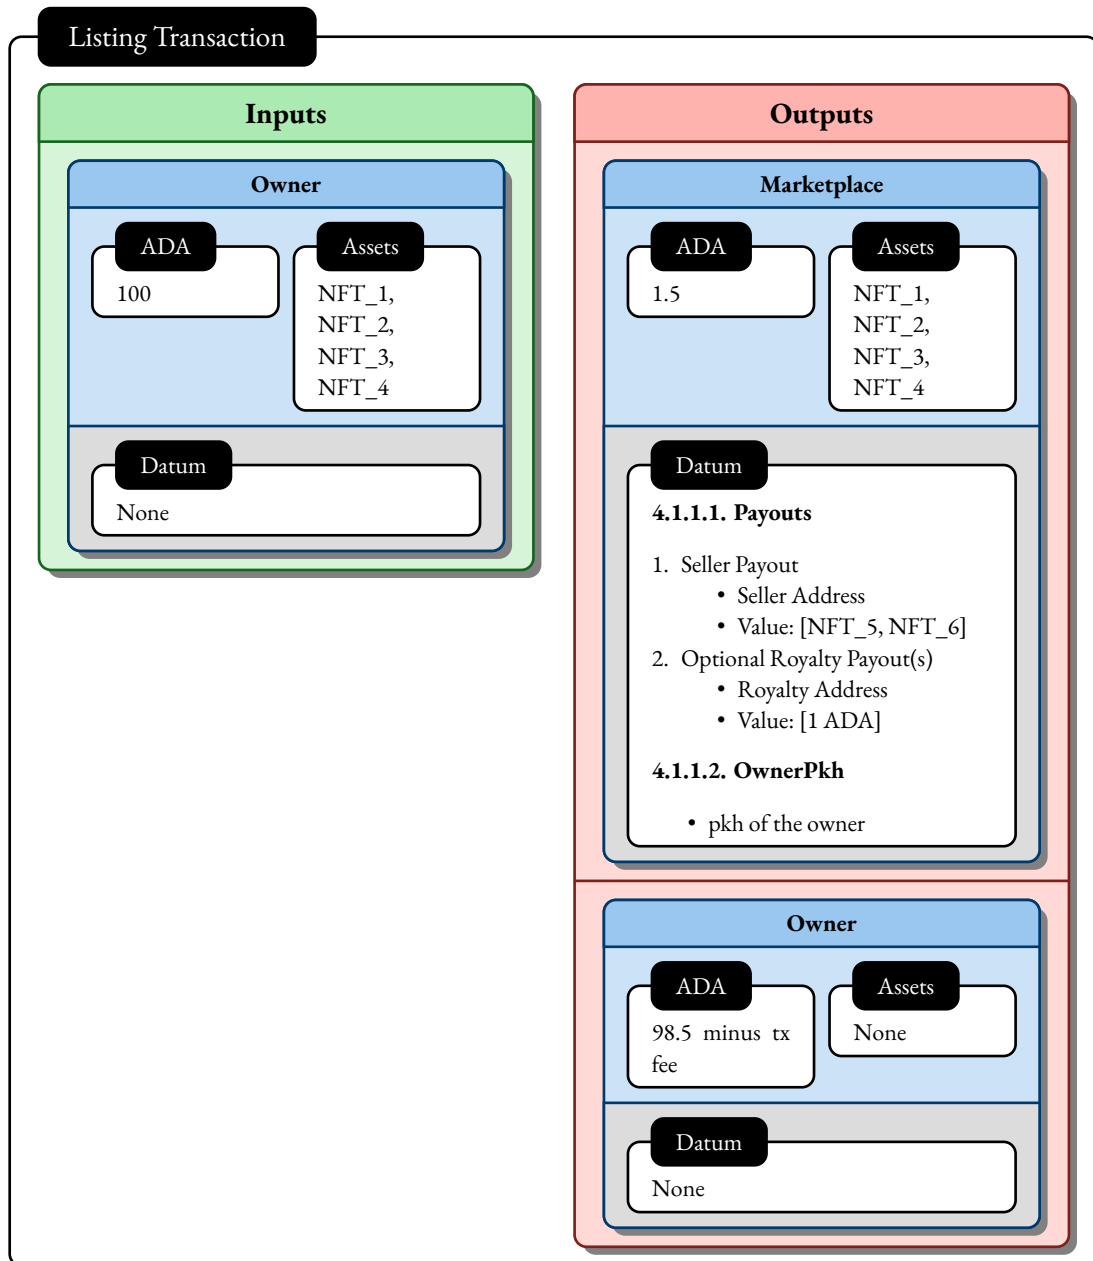 Listing Transaction
Inputs
Owner
ADA
100
Assets
NFT_1,
NFT_2,
NFT_3,
NFT_4
Datum
None
Outputs
Marketplace
ADA
1.5
Assets
NFT_1,
NFT_2,
NFT_3,
NFT_4
Datum
4.1.1.1. Payouts
1. Seller Payout
• Seller Address
• Value: [NFT_5, NFT_6]
2. Optional Royalty Payout(s)
• Royalty Address
• Value: [1 ADA]
4.1.1.2. OwnerPkh
• pkh of the owner
Owner
ADA
98.5 minus tx
fee
Assets
None
Datum
None